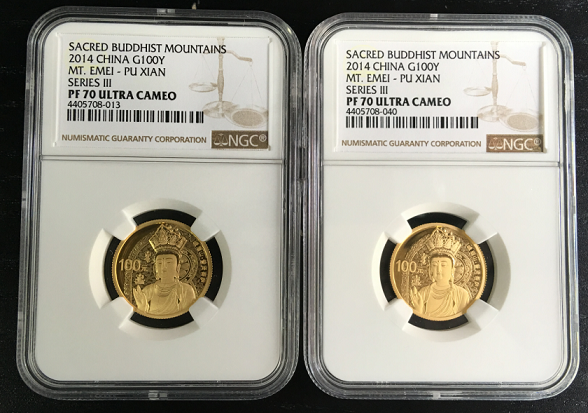 SACRED BUDDHIST MOUNTAINS
2014 CHINA G100Y
MT. EMEI - PU XIAN
SERIES III
PF 70 ULTRA CAMEO
4405708-013
NUMISMATIC GUARANTY CORPORATION
NGC®
100
SACRED BUDDHIST MOUNTAINS
2014 CHINA G100Y
MT. EMEI - PU XIAN
SERIES III
PF 70 ULTRA CAMEO
4405708-040
NUMISMATIC GUARANTY CORPORATION
NGC®
100